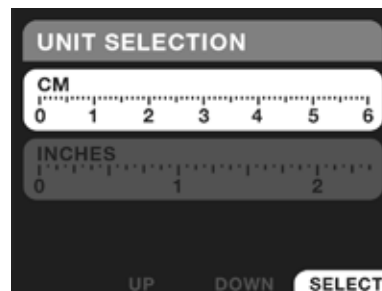 UNIT SELECTION
CM
0 1 2 3 4 5 6
INCHES
0 1 2
UP DOWN SELECT